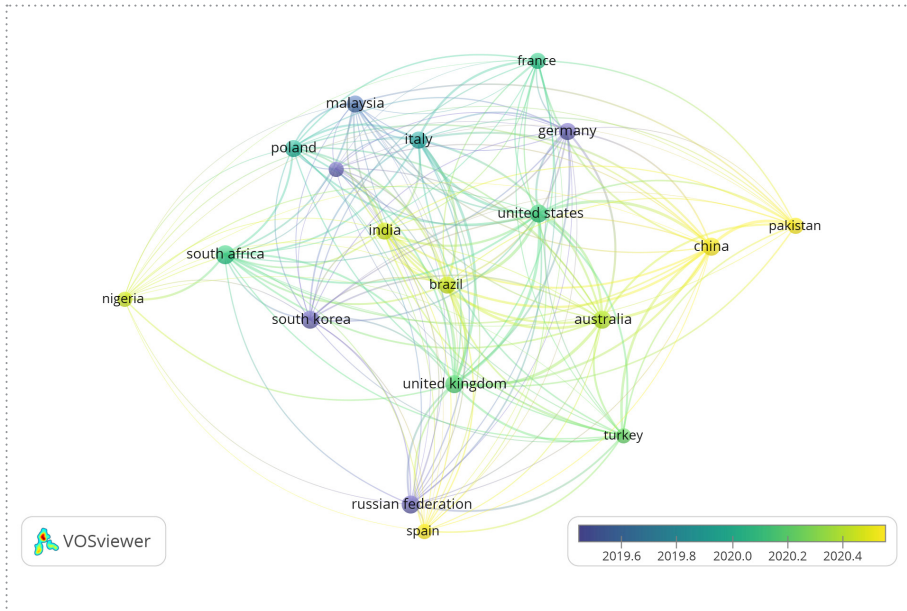 france
malaysia
germany
italy
poland
united states
pakistan
india
china
south africa
brazil
nigeria
south korea
australia
united kingdom
turkey
russian federation
spain
VOSviewer
2019.6 2019.8 2020.0 2020.2 2020.4